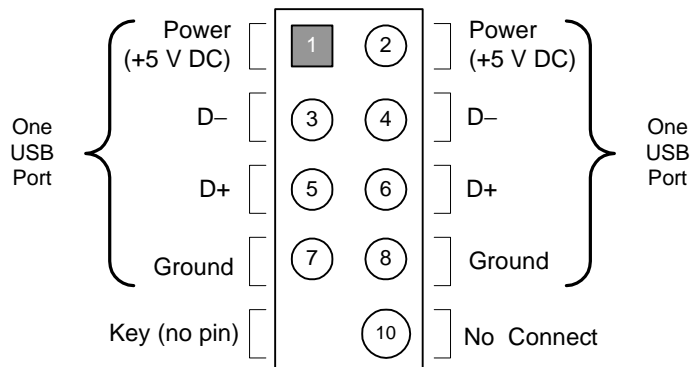 Power
(+5 V DC)
1
2
Power
(+5 V DC)
D−
3
4
D−
One
USB
Port
One
USB
Port
D+
5
6
D+
Ground
7
8
Ground
Key (no pin)
10
No Connect